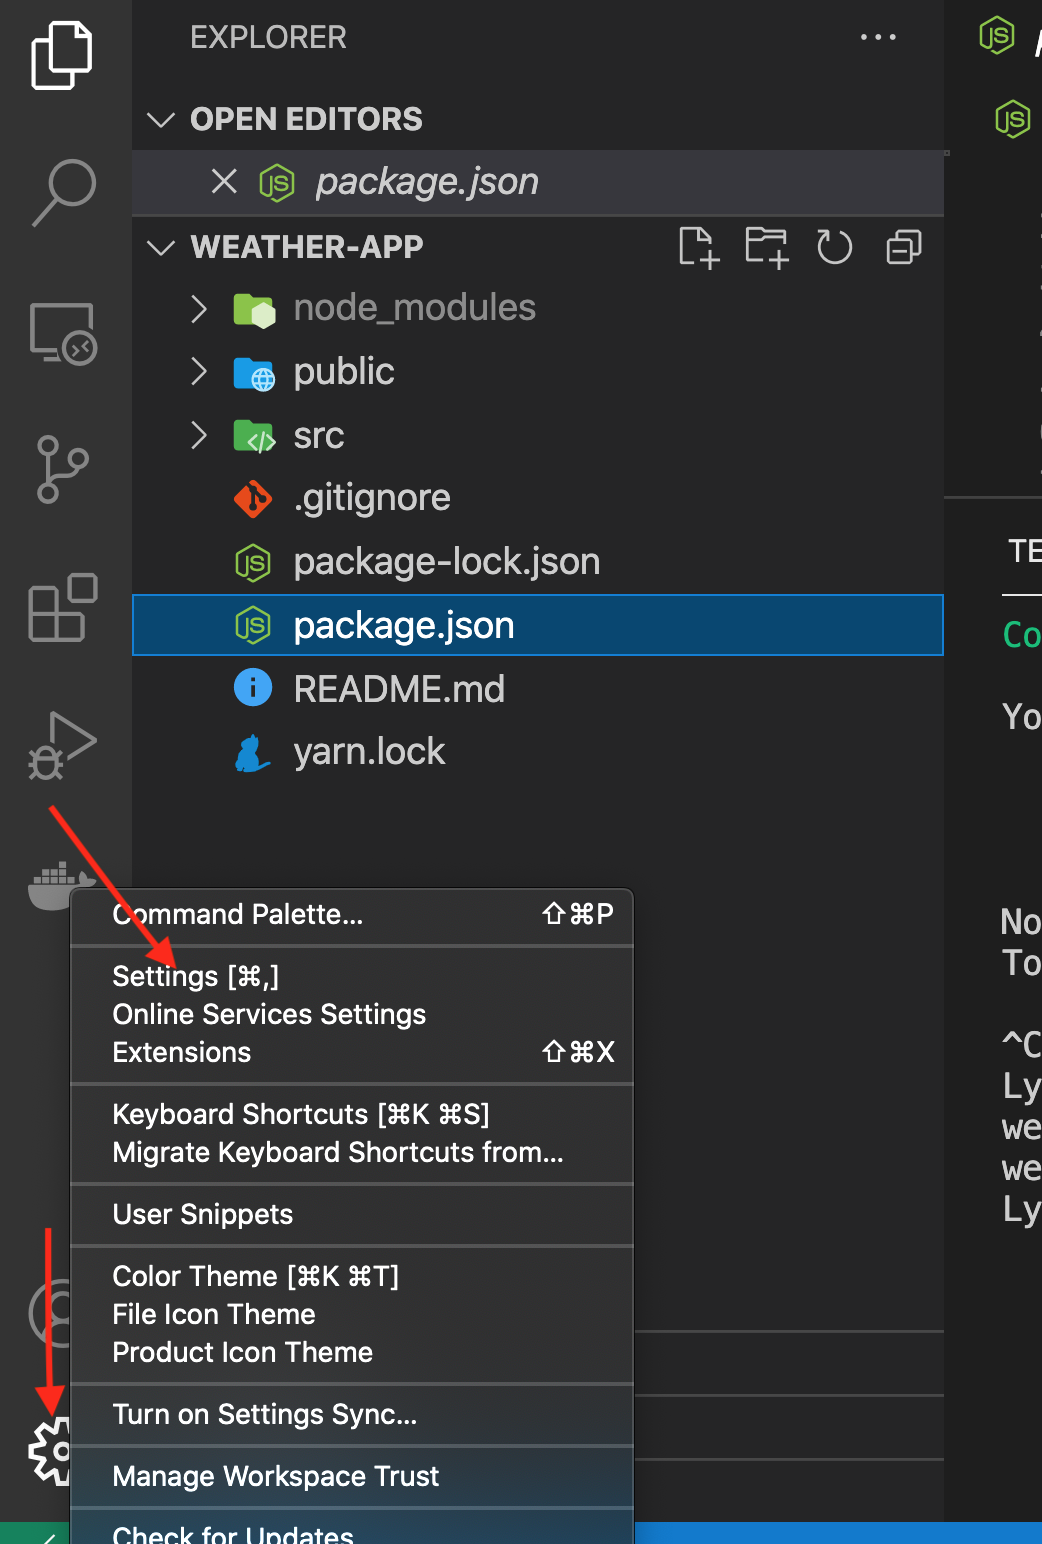 EXPLORER
OPEN EDITORS
package.json
WEATHER-APP
node_modules
public
src
.gitignore
package-lock.json
package.json
README.md
yarn.lock
Command Palette... ⇧⌘P
Settings [⌘,]
Online Services Settings
Extensions ⇧⌘X
Keyboard Shortcuts [⌘K ⌘S]
Migrate Keyboard Shortcuts from...
User Snippets
Color Theme [⌘K ⌘T]
File Icon Theme
Product Icon Theme
Turn on Settings Sync...
Manage Workspace Trust
Check for Updates
TE
Co
Yo
No
To
^C
Ly
we
we
Ly